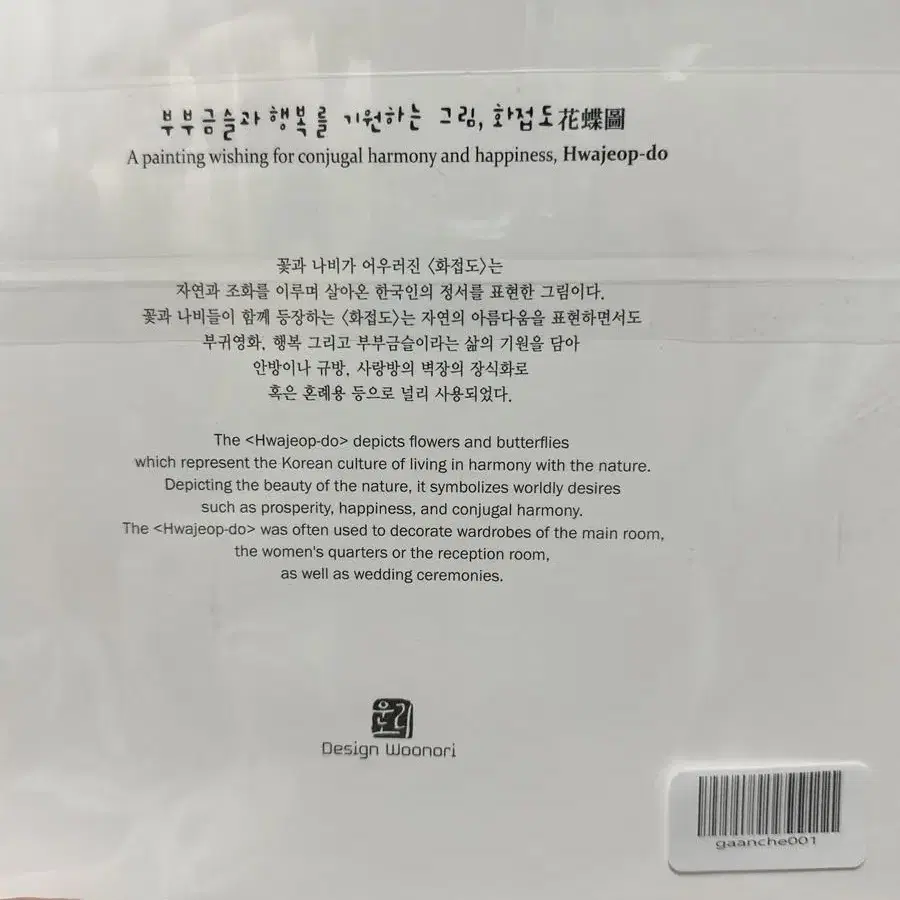 부부금슬과 행복을 기원하는 그림, 화접도花蝶圖
A painting wishing for conjugal harmony and happiness, Hwajeop-do
꽃과 나비가 어우러진 〈화접도〉는
자연과 조화를 이루며 살아온 한국인의 정서를 표현한 그림이다.
꽃과 나비들이 함께 등장하는 〈화접도〉는 자연의 아름다움을 표현하면서도
부귀영화, 행복 그리고 부부금슬이라는 삶의 기원을 담아
안방이나 규방, 사랑방의 벽장의 장식화로
혹은 혼례용 등으로 널리 사용되었다.
The <Hwajeop-do> depicts flowers and butterflies
which represent the Korean culture of living in harmony with the nature.
Depicting the beauty of the nature, it symbolizes worldly desires
such as prosperity, happiness, and conjugal harmony.
The <Hwajeop-do> was often used to decorate wardrobes of the main room,
the women's quarters or the reception room,
as well as wedding ceremonies.
운노리
Design Woonori
gaanche001